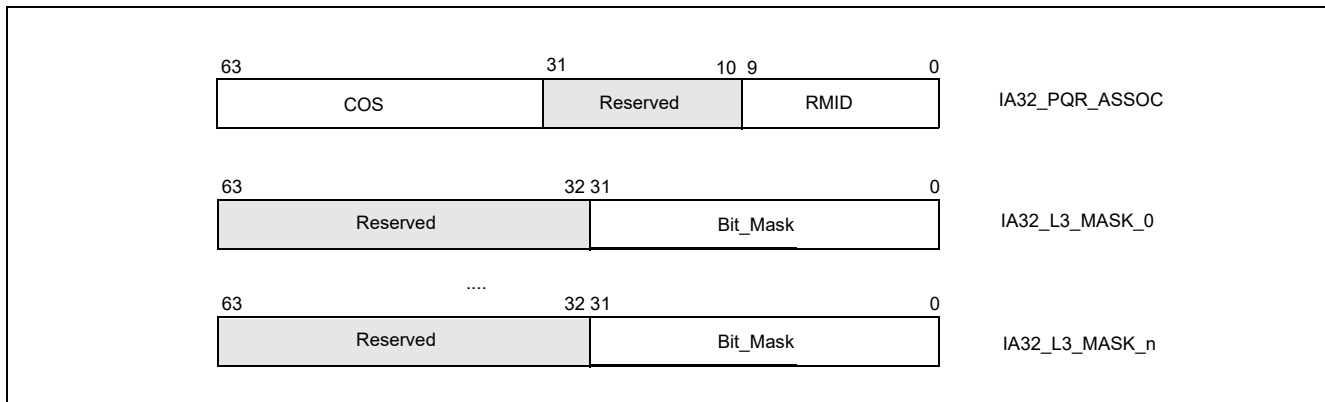 63 31 10 9 0
COS Reserved RMID IA32_PQR_ASSOC
63 32 31 0
Reserved Bit_Mask IA32_L3_MASK_0
....
63 32 31 0
Reserved Bit_Mask IA32_L3_MASK_n